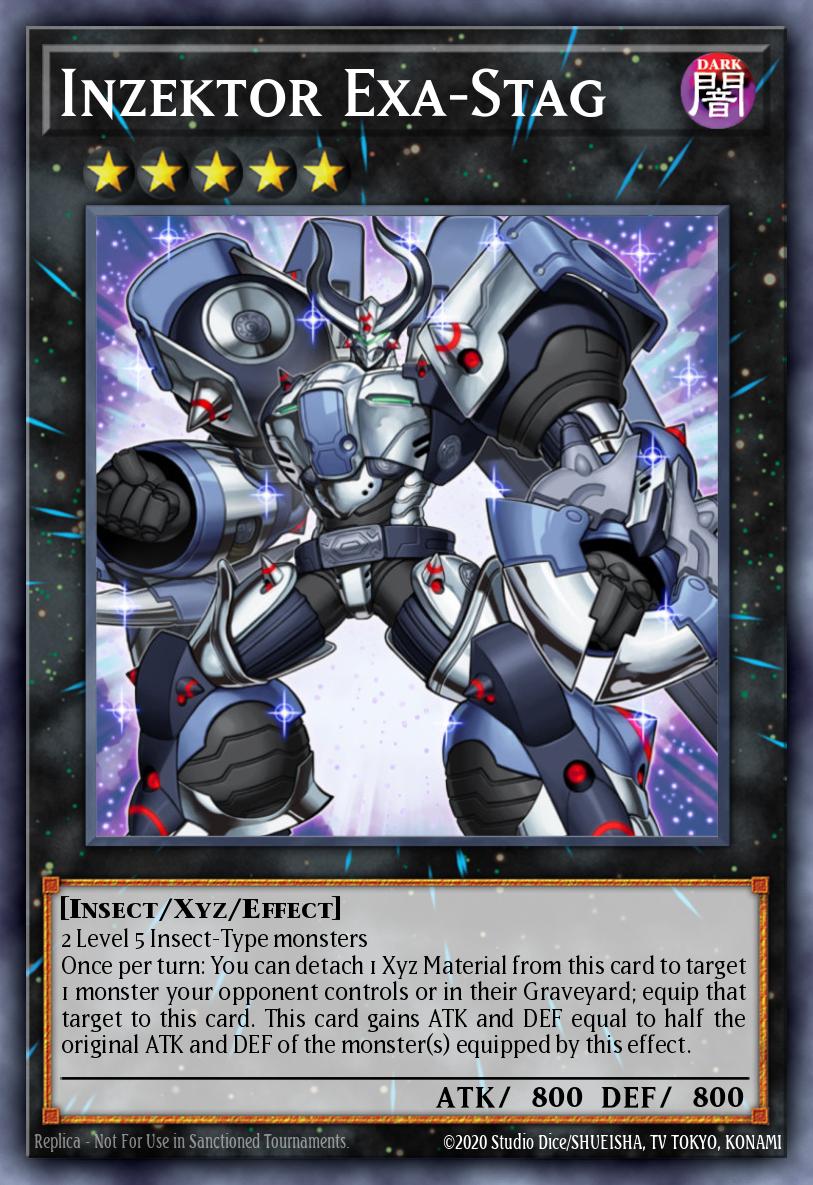 Inzektor Exa-Stag
DARK
闇
[Insect/Xyz/Effect]
2 Level 5 Insect-Type monsters
Once per turn: You can detach 1 Xyz Material from this card to target
1 monster your opponent controls or in their Graveyard; equip that
target to this card. This card gains ATK and DEF equal to half the
original ATK and DEF of the monster(s) equipped by this effect.
ATK/ 800 DEF/ 800
Replica - Not For Use in Sanctioned Tournaments.
©2020 Studio Dice/SHUEISHA, TV TOKYO, KONAMI